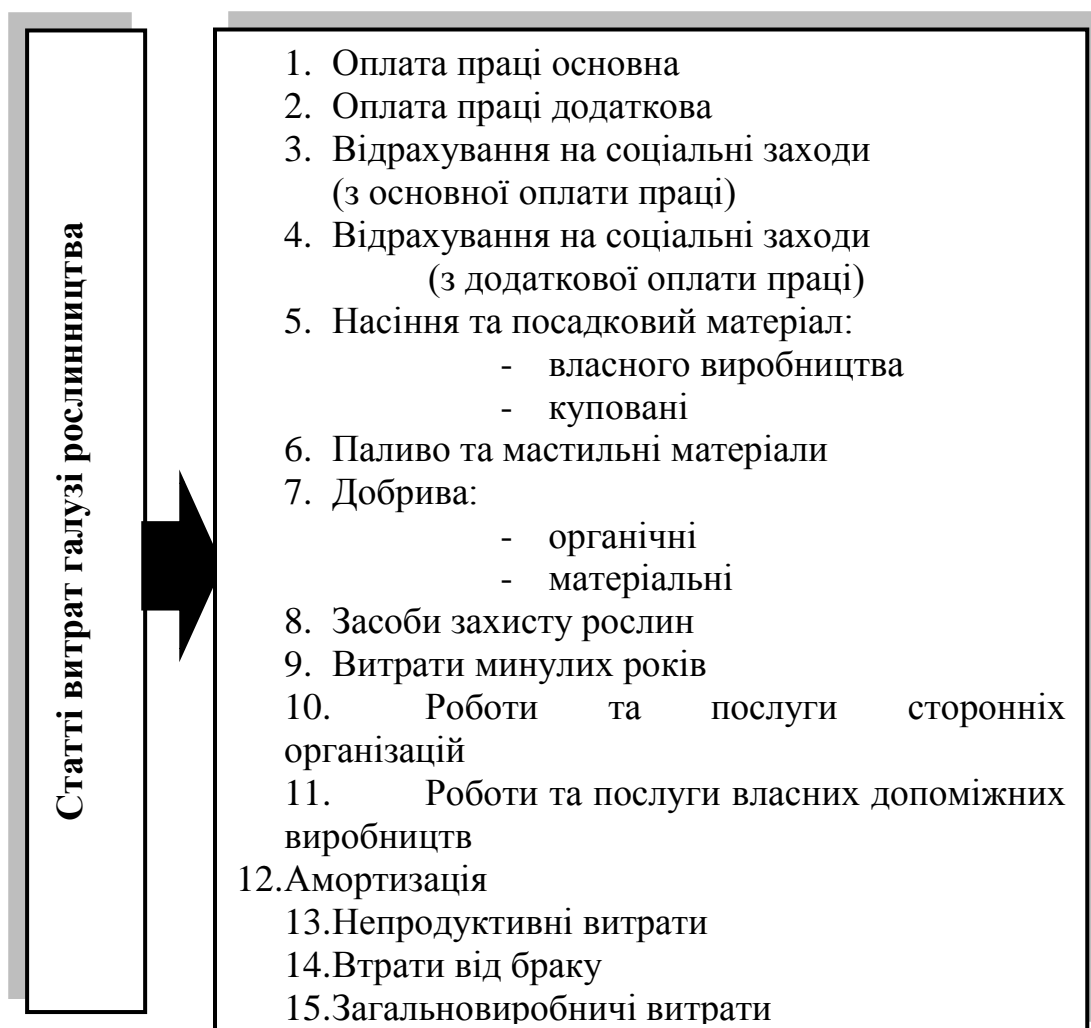 Статті витрат галузі рослинництва
1. Оплата праці основна
2. Оплата праці додаткова
3. Відрахування на соціальні заходи
(з основної оплати праці)
4. Відрахування на соціальні заходи
(з додаткової оплати праці)
5. Насіння та посадковий матеріал:
- власного виробництва
- куповані
6. Паливо та мастильні матеріали
7. Добрива:
- органічні
- матеріальні
8. Засоби захисту рослин
9. Витрати минулих років
10. Роботи та послуги сторонніх
організацій
11. Роботи та послуги власних допоміжних
виробництв
12.Амортизація
13.Непродуктивні витрати
14.Втрати від браку
15.Загальновиробничі витрати